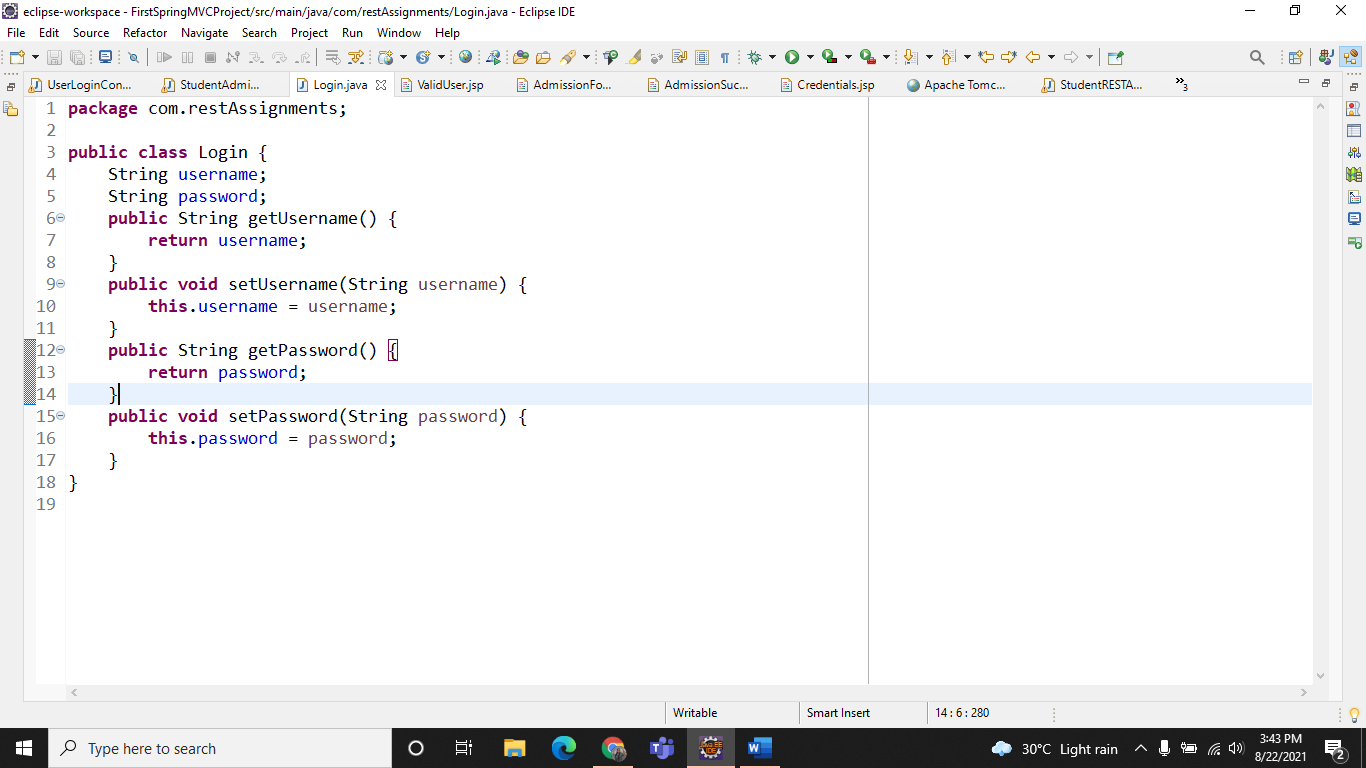 eclipse-workspace - FirstSpringMVCProject/src/main/java/com/restAssignments/Login.java - Eclipse IDE
File Edit Source Refactor Navigate Search Project Run Window Help
UserLoginCon... StudentAdmi... Login.java ValidUser.jsp AdmissionFo... AdmissionSuc... Credentials.jsp Apache Tomc... StudentRESTA... »3
1 package com.restAssignments;
2
3 public class Login {
4     String username;
5     String password;
6     public String getUsername() {
7         return username;
8     }
9     public void setUsername(String username) {
10         this.username = username;
11     }
12     public String getPassword() {
13         return password;
14     }
15     public void setPassword(String password) {
16         this.password = password;
17     }
18 }
19
Writable Smart Insert 14 : 6 : 280
Type here to search 30°C Light rain 3:43 PM
8/22/2021 2